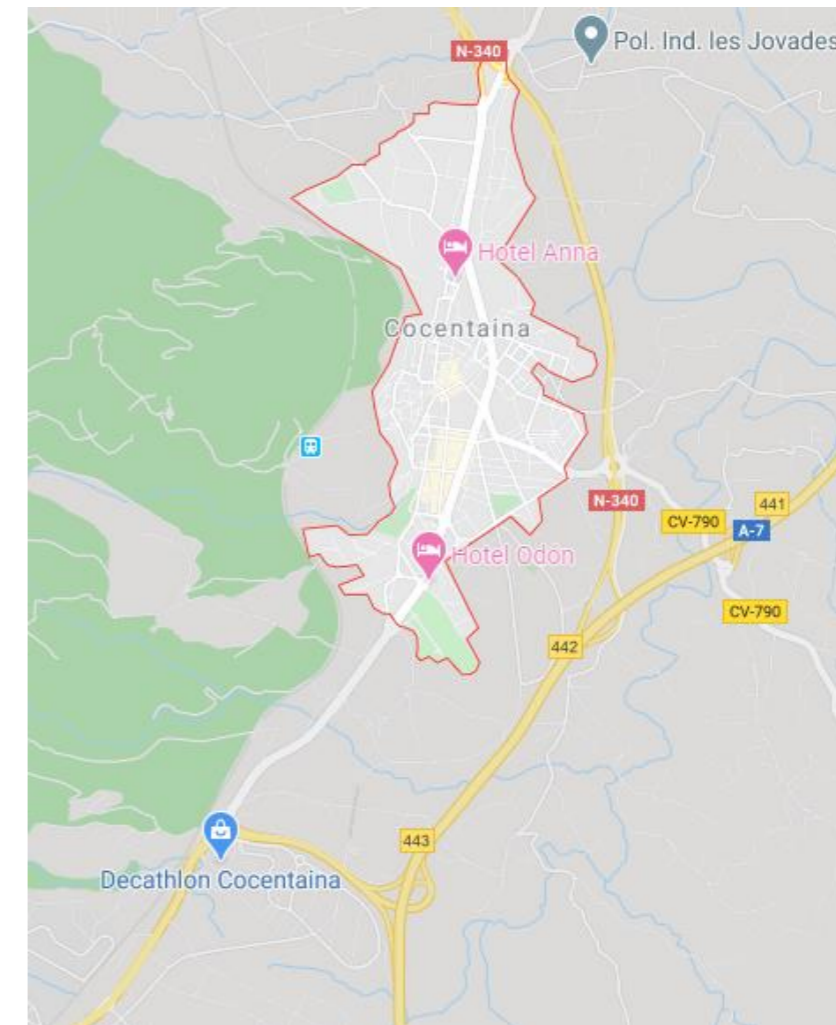 N-340
Pol. Ind. les Jovades
Hotel Anna
Cocentaina
N-340
441
CV-790
A-7
Hotel Odón
CV-790
442
443
Decathlon Cocentaina